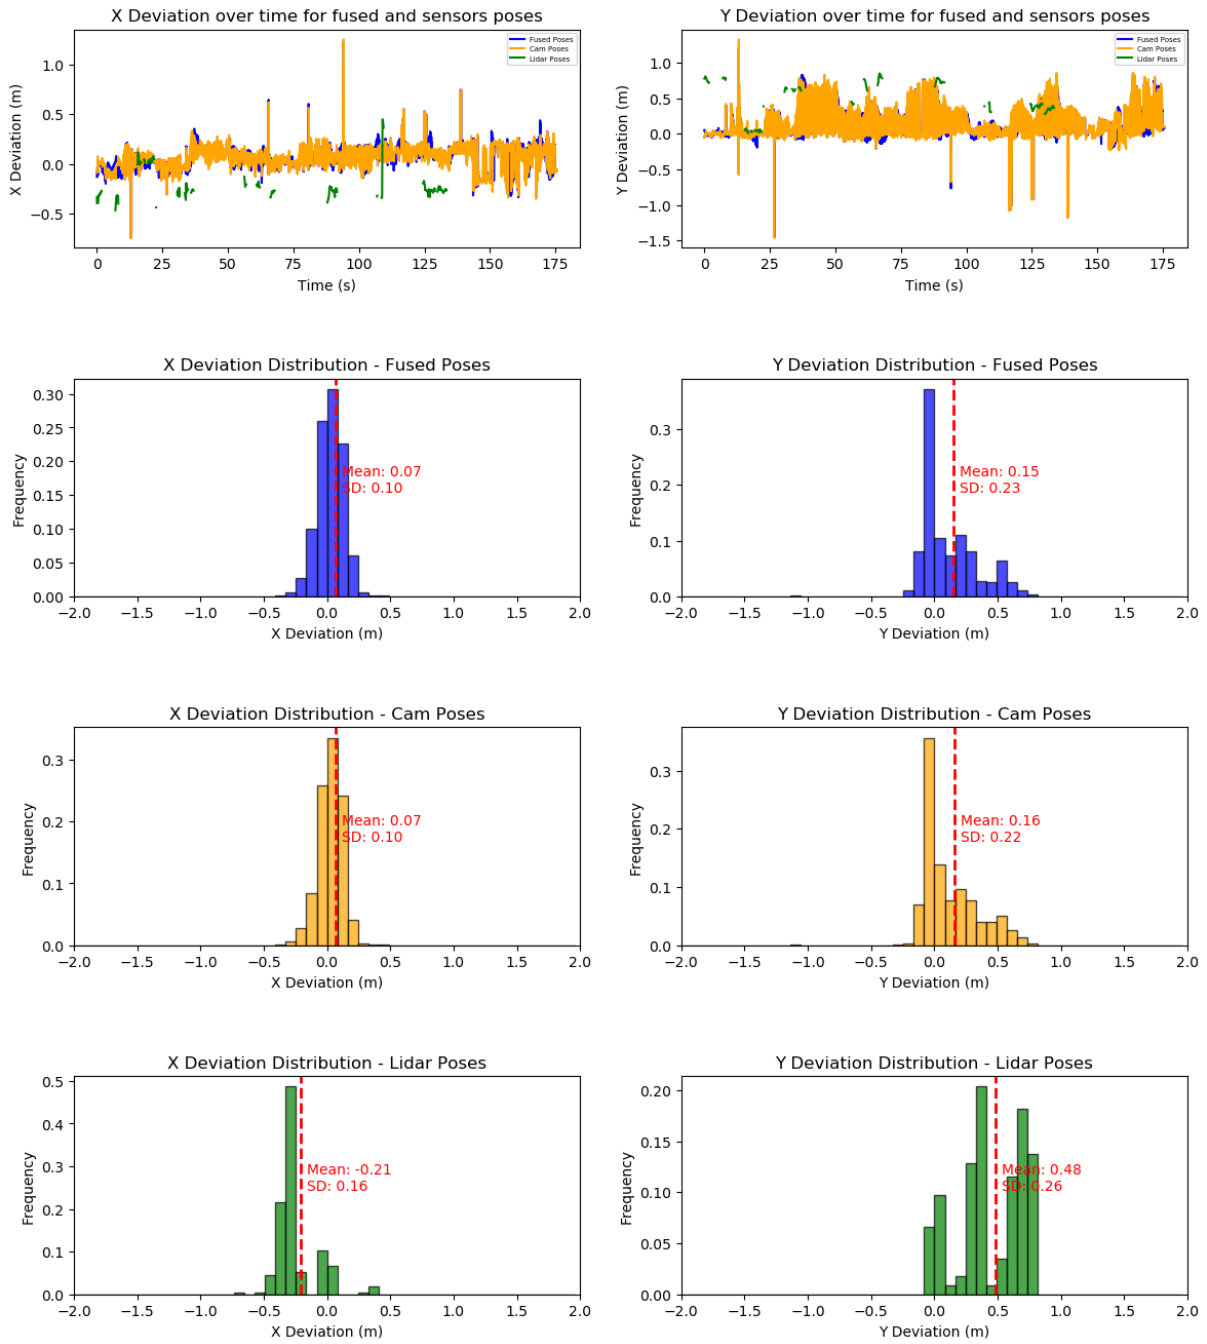 X Deviation over time for fused and sensors poses
1.0
0.5
0.0
−0.5
X Deviation (m)
Fused Poses
Cam Poses
Lidar Poses
0 25 50 75 100 125 150 175
Time (s)
Y Deviation over time for fused and sensors poses
1.0
0.5
0.0
−0.5
−1.0
−1.5
Y Deviation (m)
Fused Poses
Cam Poses
Lidar Poses
0 25 50 75 100 125 150 175
Time (s)
X Deviation Distribution - Fused Poses
0.30
0.25
0.20
0.15
0.10
0.05
0.00
Frequency
Mean: 0.07
SD: 0.10
−2.0 −1.5 −1.0 −0.5 0.0 0.5 1.0 1.5 2.0
X Deviation (m)
Y Deviation Distribution - Fused Poses
0.3
0.2
0.1
0.0
Frequency
Mean: 0.15
SD: 0.23
−2.0 −1.5 −1.0 −0.5 0.0 0.5 1.0 1.5 2.0
Y Deviation (m)
X Deviation Distribution - Cam Poses
0.3
0.2
0.1
0.0
Frequency
Mean: 0.07
SD: 0.10
−2.0 −1.5 −1.0 −0.5 0.0 0.5 1.0 1.5 2.0
X Deviation (m)
Y Deviation Distribution - Cam Poses
0.3
0.2
0.1
0.0
Frequency
Mean: 0.16
SD: 0.22
−2.0 −1.5 −1.0 −0.5 0.0 0.5 1.0 1.5 2.0
Y Deviation (m)
X Deviation Distribution - Lidar Poses
0.5
0.4
0.3
0.2
0.1
0.0
Frequency
Mean: -0.21
SD: 0.16
−2.0 −1.5 −1.0 −0.5 0.0 0.5 1.0 1.5 2.0
X Deviation (m)
Y Deviation Distribution - Lidar Poses
0.20
0.15
0.10
0.05
0.00
Frequency
Mean: 0.48
SD: 0.26
−2.0 −1.5 −1.0 −0.5 0.0 0.5 1.0 1.5 2.0
Y Deviation (m)